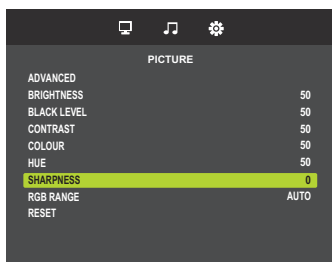 PICTURE
ADVANCED
BRIGHTNESS 50
BLACK LEVEL 50
CONTRAST 50
COLOUR 50
HUE 50
SHARPNESS 0
RGB RANGE AUTO
RESET